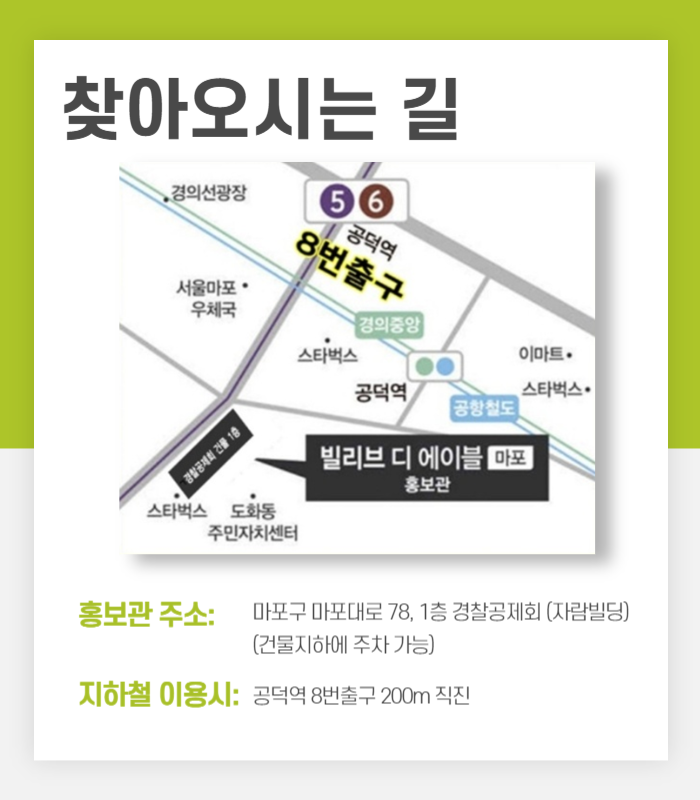 찾아오시는 길
경의선광장
5 6
공덕역
8번출구
서울마포
우체국
경의중앙
스타벅스
이마트
공덕역
스타벅스
공항철도
경찰공제회 건물 1층
빌리브 디 에이블 마포
홍보관
스타벅스
도화동
주민자치센터
홍보관 주소: 마포구 마포대로 78, 1층 경찰공제회 (자람빌딩)
(건물지하에 주차 가능)
지하철 이용시: 공덕역 8번출구 200m 직진